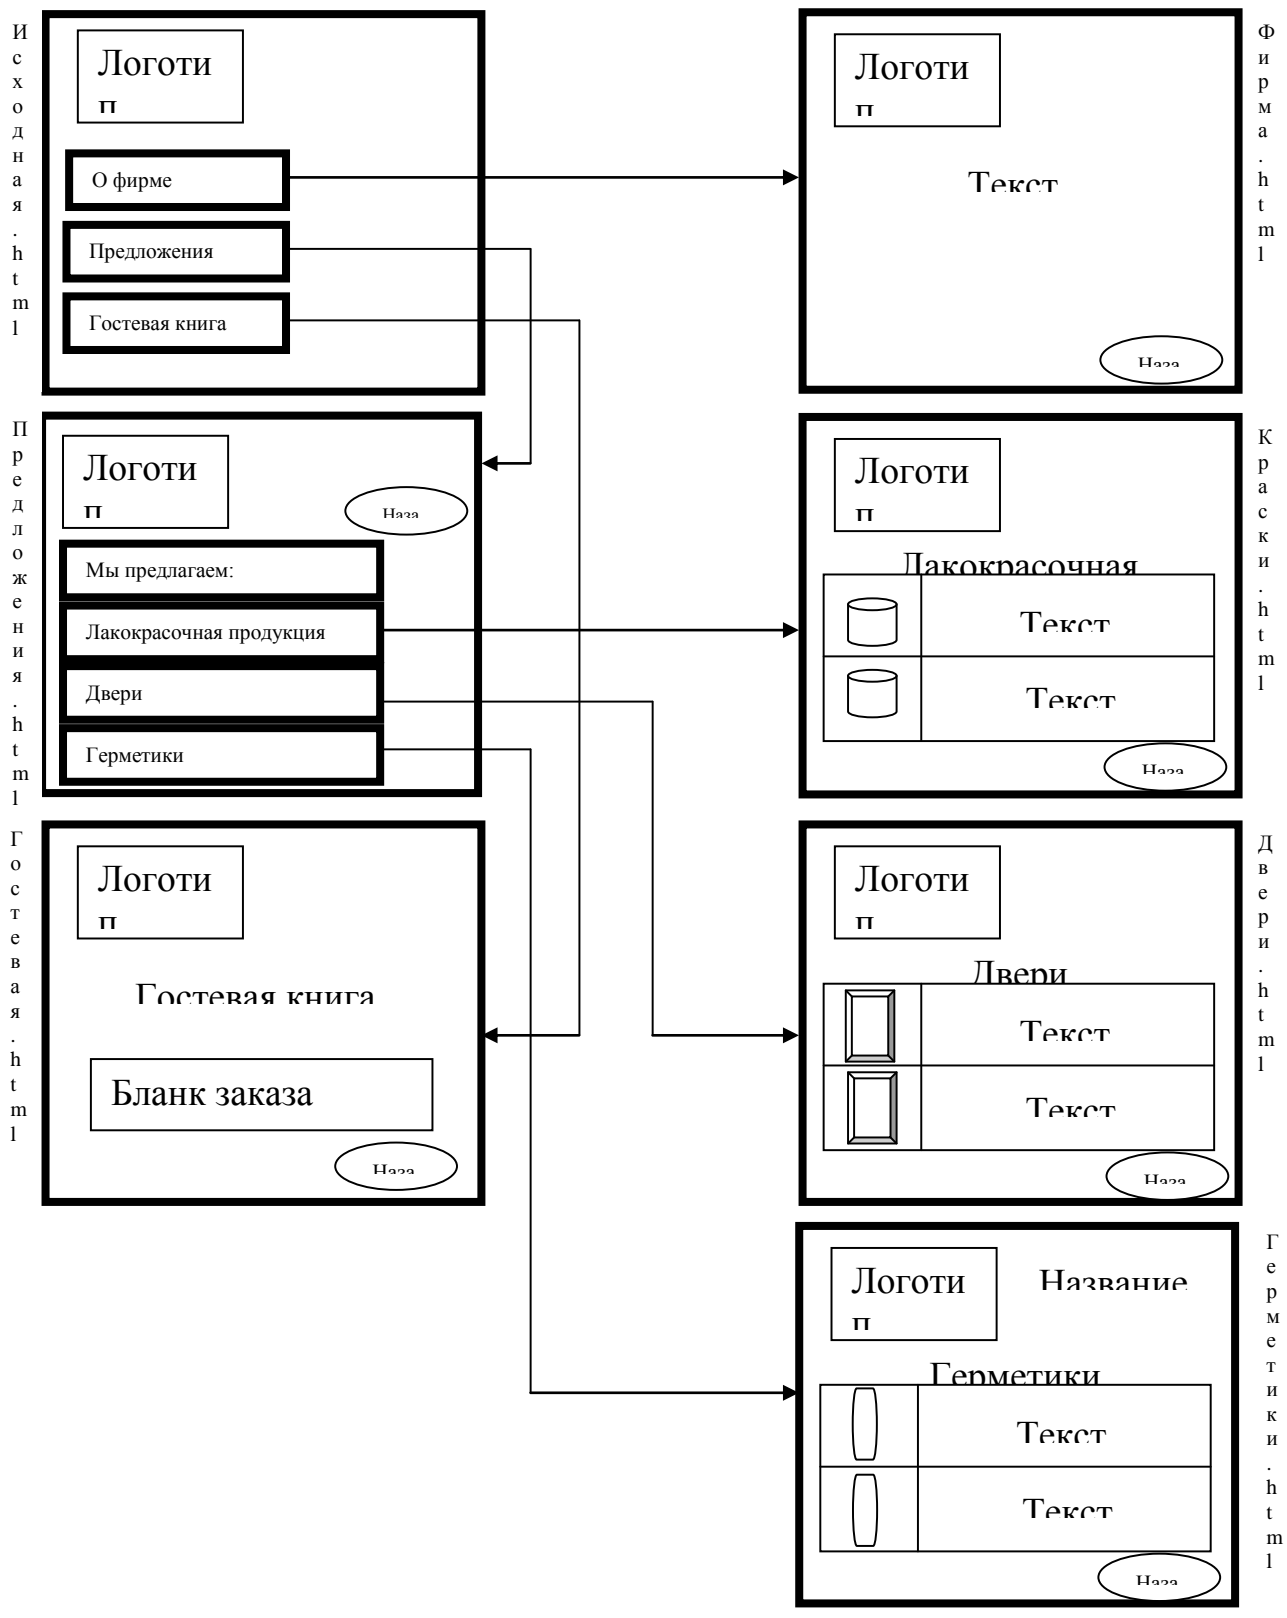 Исходная.html
Логоти
п
О фирме
Предложения
Гостевая книга
Фирма.html
Логоти
п
Текст
Наза
Предложения.html
Логоти
п
Наза
Мы предлагаем:
Лакокрасочная продукция
Двери
Герметики
Краски.html
Логоти
п
Лакокрасочная
Текст
Текст
Наза
Гостевая.html
Логоти
п
Гостевая книга
Бланк заказа
Наза
Двери.html
Логоти
п
Двери
Текст
Текст
Наза
Герметики.html
Логоти
п
Название
Герметики
Текст
Текст
Наза